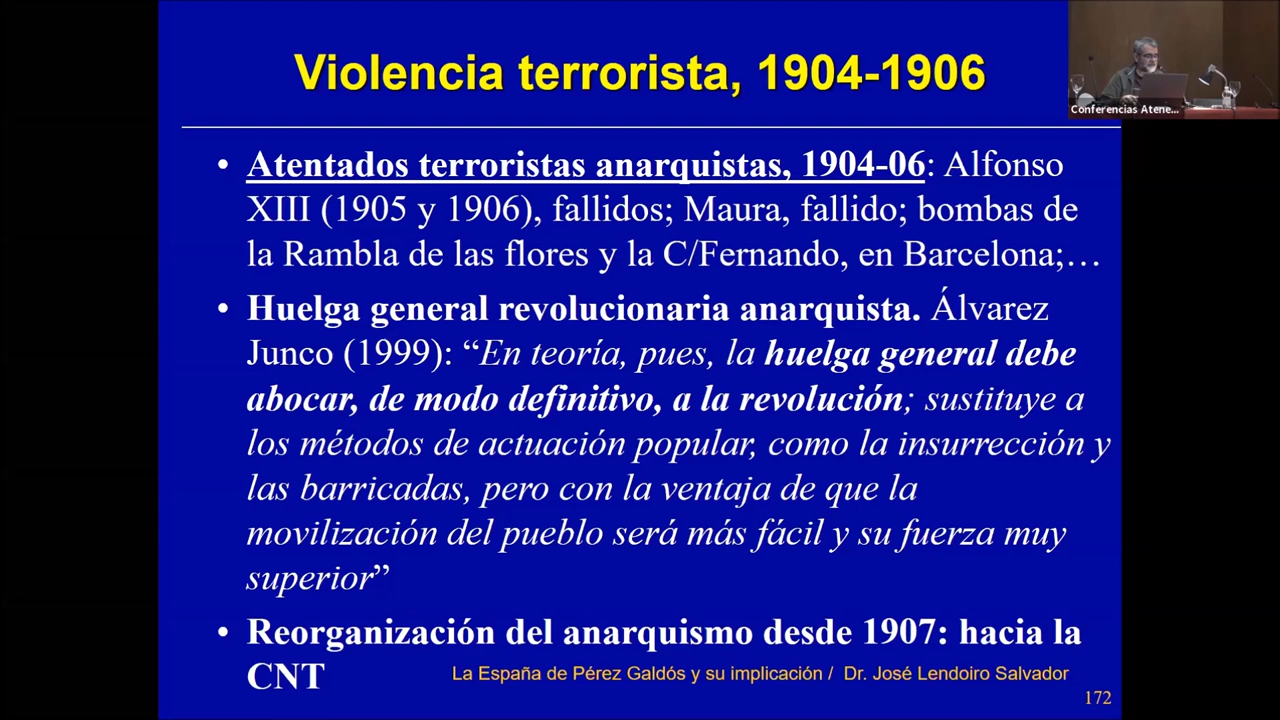 Violencia terrorista, 1904-1906
Conferencias Atene...
• Atentados terroristas anarquistas, 1904-06: Alfonso
XIII (1905 y 1906), fallidos; Maura, fallido; bombas de
la Rambla de las flores y la C/Fernando, en Barcelona;…
• Huelga general revolucionaria anarquista. Álvarez
Junco (1999): “En teoría, pues, la huelga general debe
abocar, de modo definitivo, a la revolución; sustituye a
los métodos de actuación popular, como la insurrección y
las barricadas, pero con la ventaja de que la
movilización del pueblo será más fácil y su fuerza muy
superior”
• Reorganización del anarquismo desde 1907: hacia la
CNT
La España de Pérez Galdós y su implicación / Dr. José Lendoiro Salvador
172